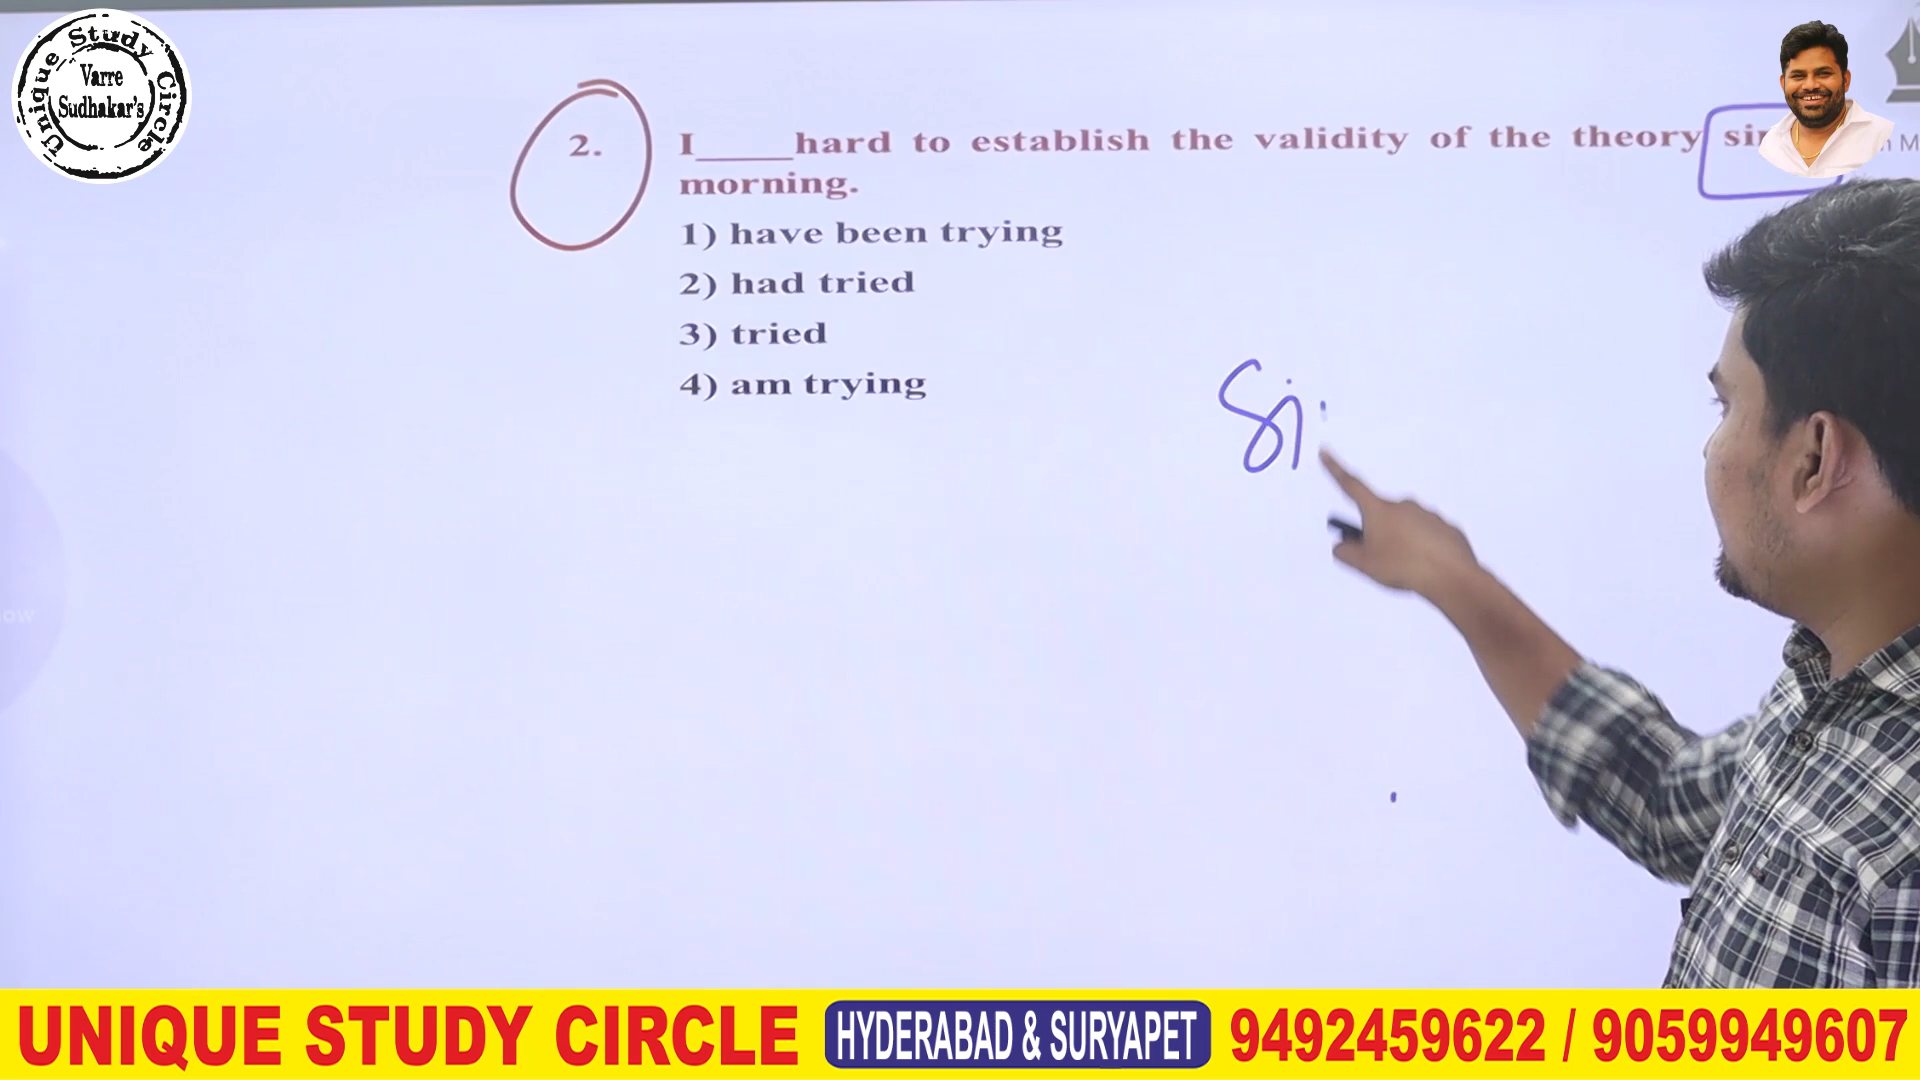 Unique Study Circle
Varre
Sudhakar's
2. I_____hard to establish the validity of the theory
morning.
1) have been trying
2) had tried
3) tried
4) am trying
Si
UNIQUE STUDY CIRCLE HYDERABAD & SURYAPET 9492459622 / 9059949607